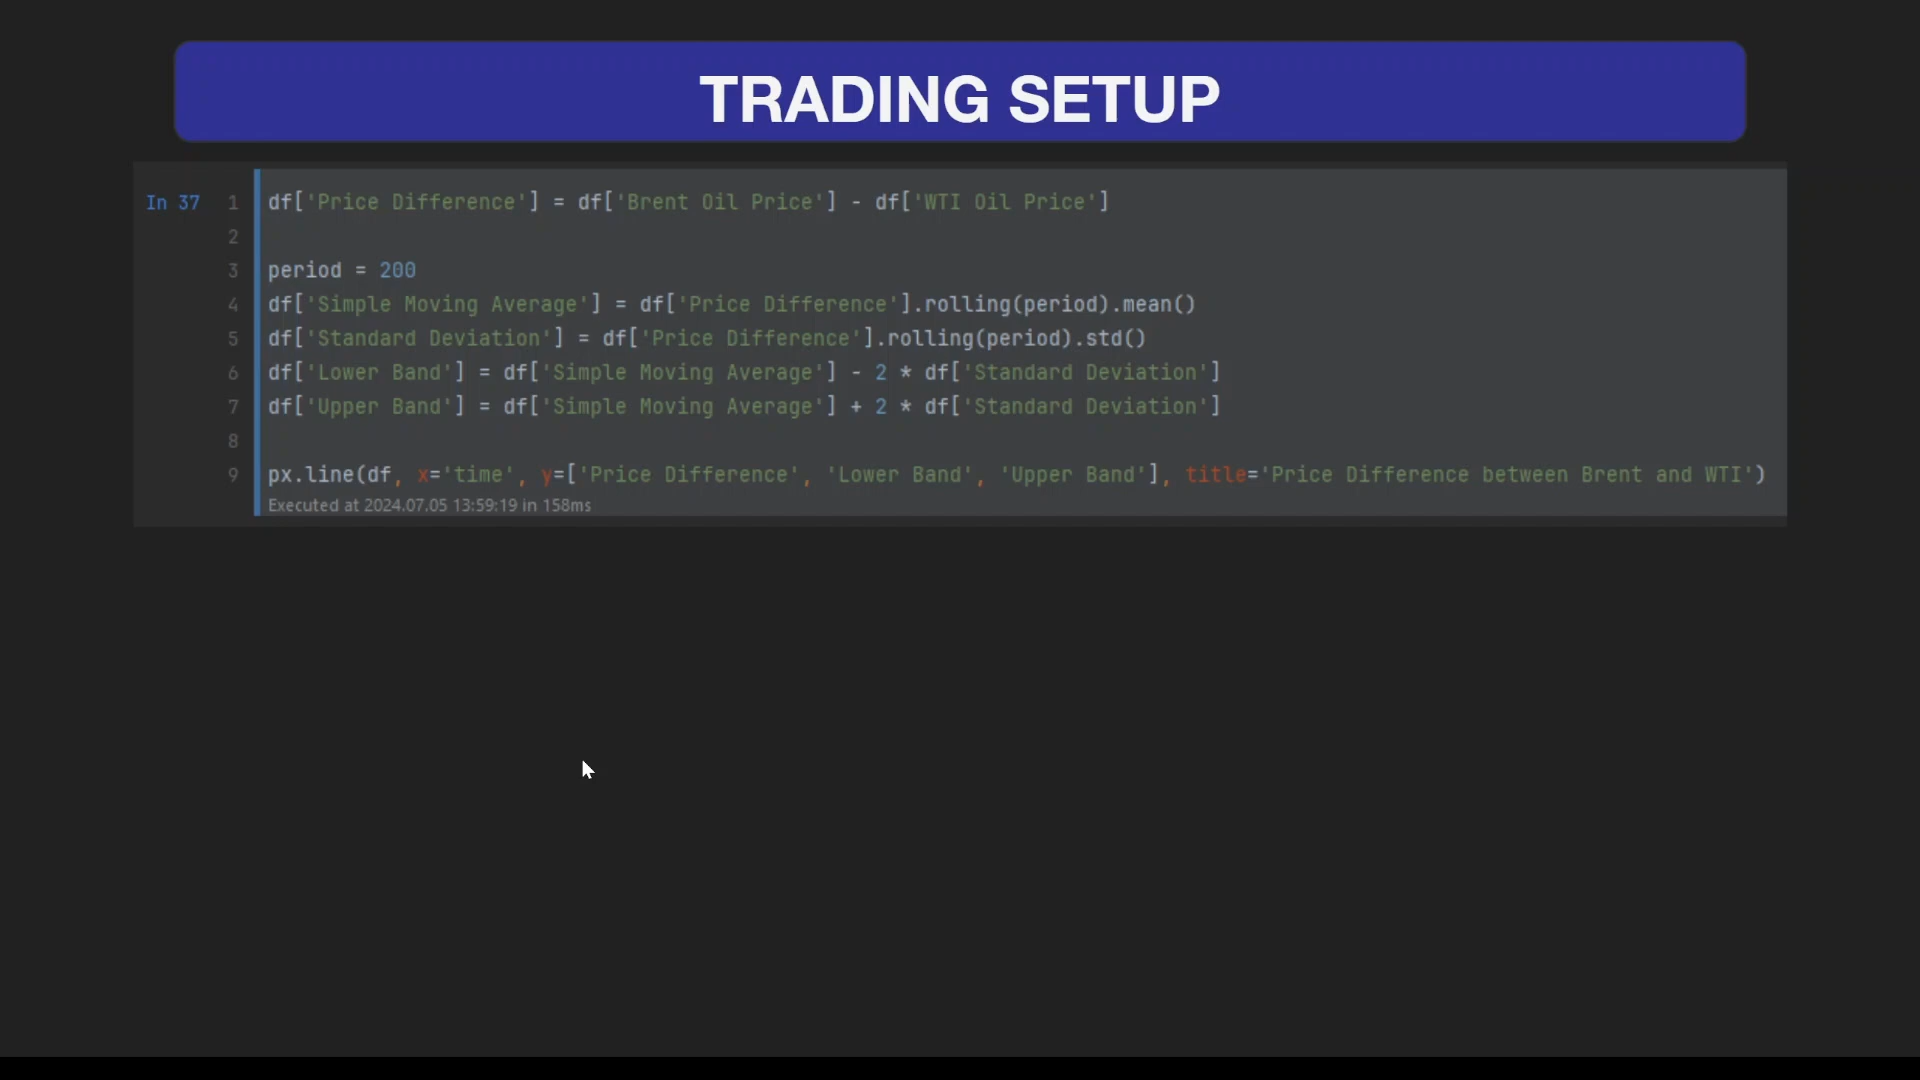 TRADING SETUP
In 37
1 df['Price Difference'] = df['Brent Oil Price'] - df['WTI Oil Price']
2
3 period = 200
4 df['Simple Moving Average'] = df['Price Difference'].rolling(period).mean()
5 df['Standard Deviation'] = df['Price Difference'].rolling(period).std()
6 df['Lower Band'] = df['Simple Moving Average'] - 2 * df['Standard Deviation']
7 df['Upper Band'] = df['Simple Moving Average'] + 2 * df['Standard Deviation']
8
9 px.line(df, x='time', y=['Price Difference', 'Lower Band', 'Upper Band'], title='Price Difference between Brent and WTI')
Executed at 2024.07.05 13:59:19 in 158ms